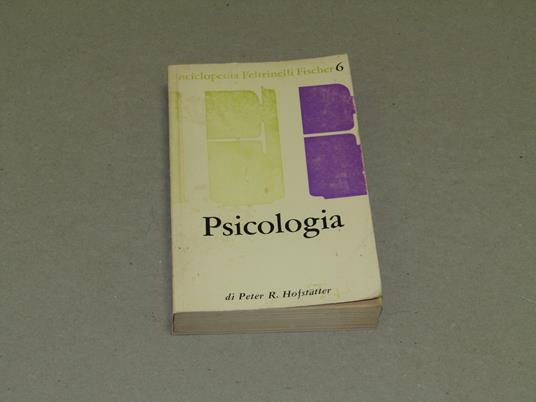 Enciclopedia Feltrinelli Fischer 6
Psicologia
di Peter R. Hofstätter